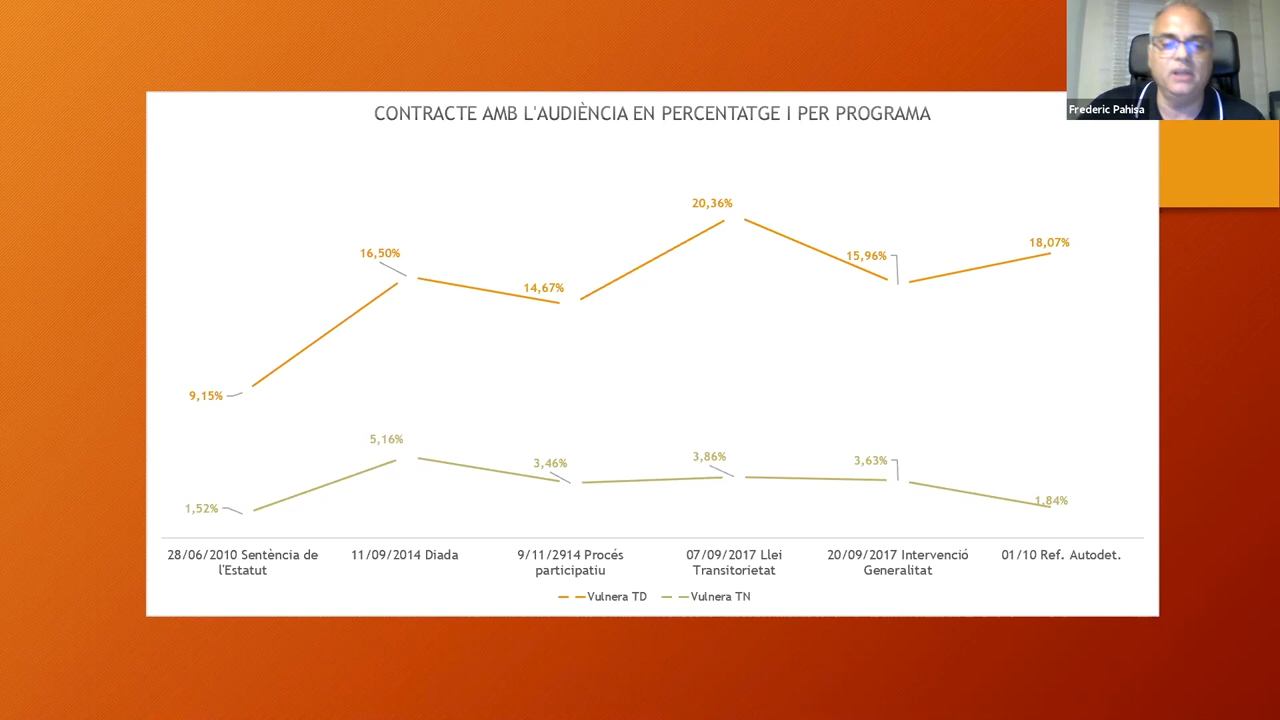 Frederic Pahisa
CONTRACTE AMB L'AUDIÈNCIA EN PERCENTATGE I PER PROGRAMA
20,36%
16,50%
18,07%
15,96%
14,67%
9,15%
5,16%
3,46%
3,86%
3,63%
1,84%
1,52%
28/06/2010 Sentència de
l'Estatut
11/09/2014 Diada
9/11/2914 Procés
participatiu
07/09/2017 Llei
Transitorietat
20/09/2017 Intervenció
Generalitat
01/10 Ref. Autodet.
Vulnera TD
Vulnera TN